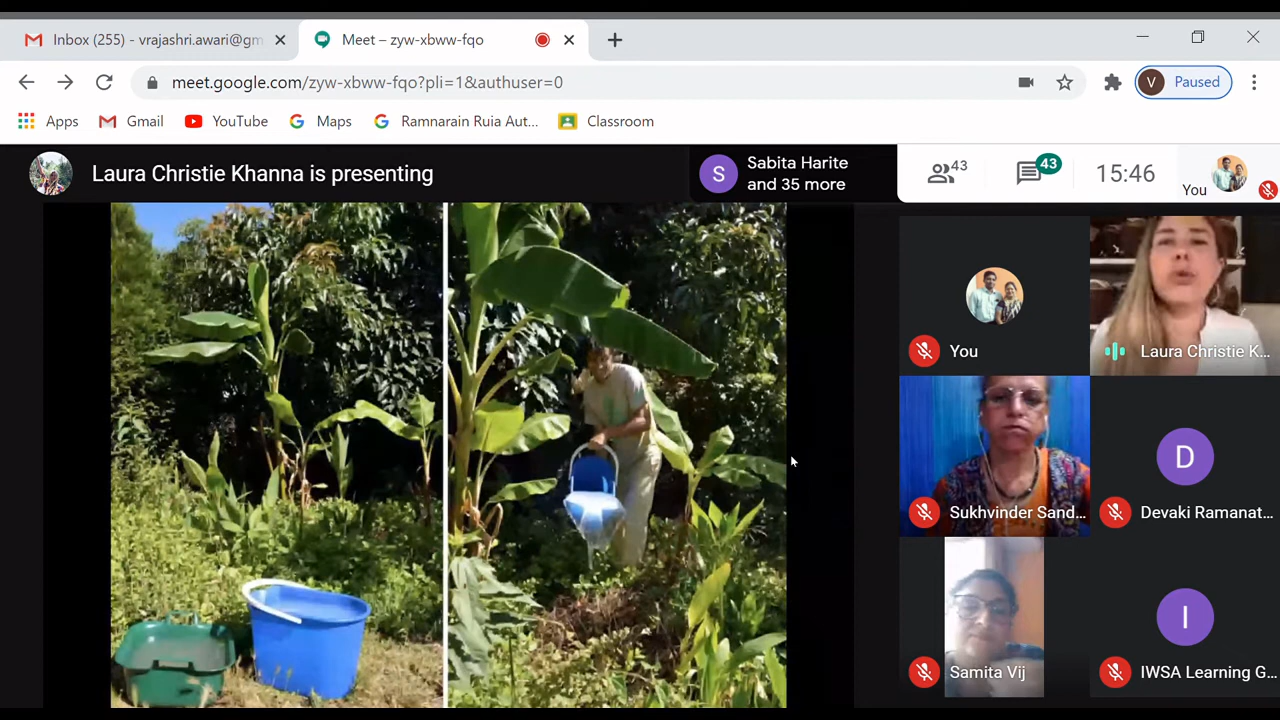 Inbox (255) - vrajashri.awari@gm
Meet – zyw-xbww-fqo
meet.google.com/zyw-xbww-fqo?pli=1&authuser=0
V
Paused
Apps
Gmail
YouTube
Maps
Ramnarain Ruia Aut...
Classroom
Laura Christie Khanna is presenting
S
Sabita Harite
and 35 more
43
43
15:46
You
You
Laura Christie K...
Sukhvinder Sand...
D
Devaki Ramanat...
Samita Vij
I
IWSA Learning G...